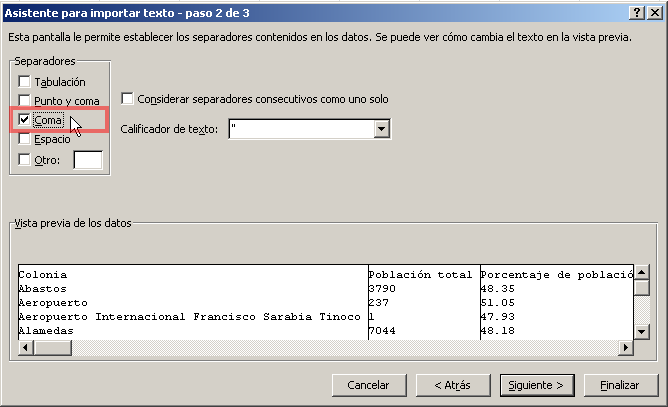 Asistente para importar texto - paso 2 de 3
Esta pantalla le permite establecer los separadores contenidos en los datos. Se puede ver cómo cambia el texto en la vista previa.
Separadores
Tabulación
Punto y coma
Considerar separadores consecutivos como uno solo
Coma
Calificador de texto: "
Espacio
Otro:
Vista previa de los datos
Colonia Población total Porcentaje de població
Abastos 3790 48.35
Aeropuerto 237 51.05
Aeropuerto Internacional Francisco Sarabia Tinoco 1 47.93
Alamedas 7044 48.18
Cancelar < Atrás Siguiente > Finalizar